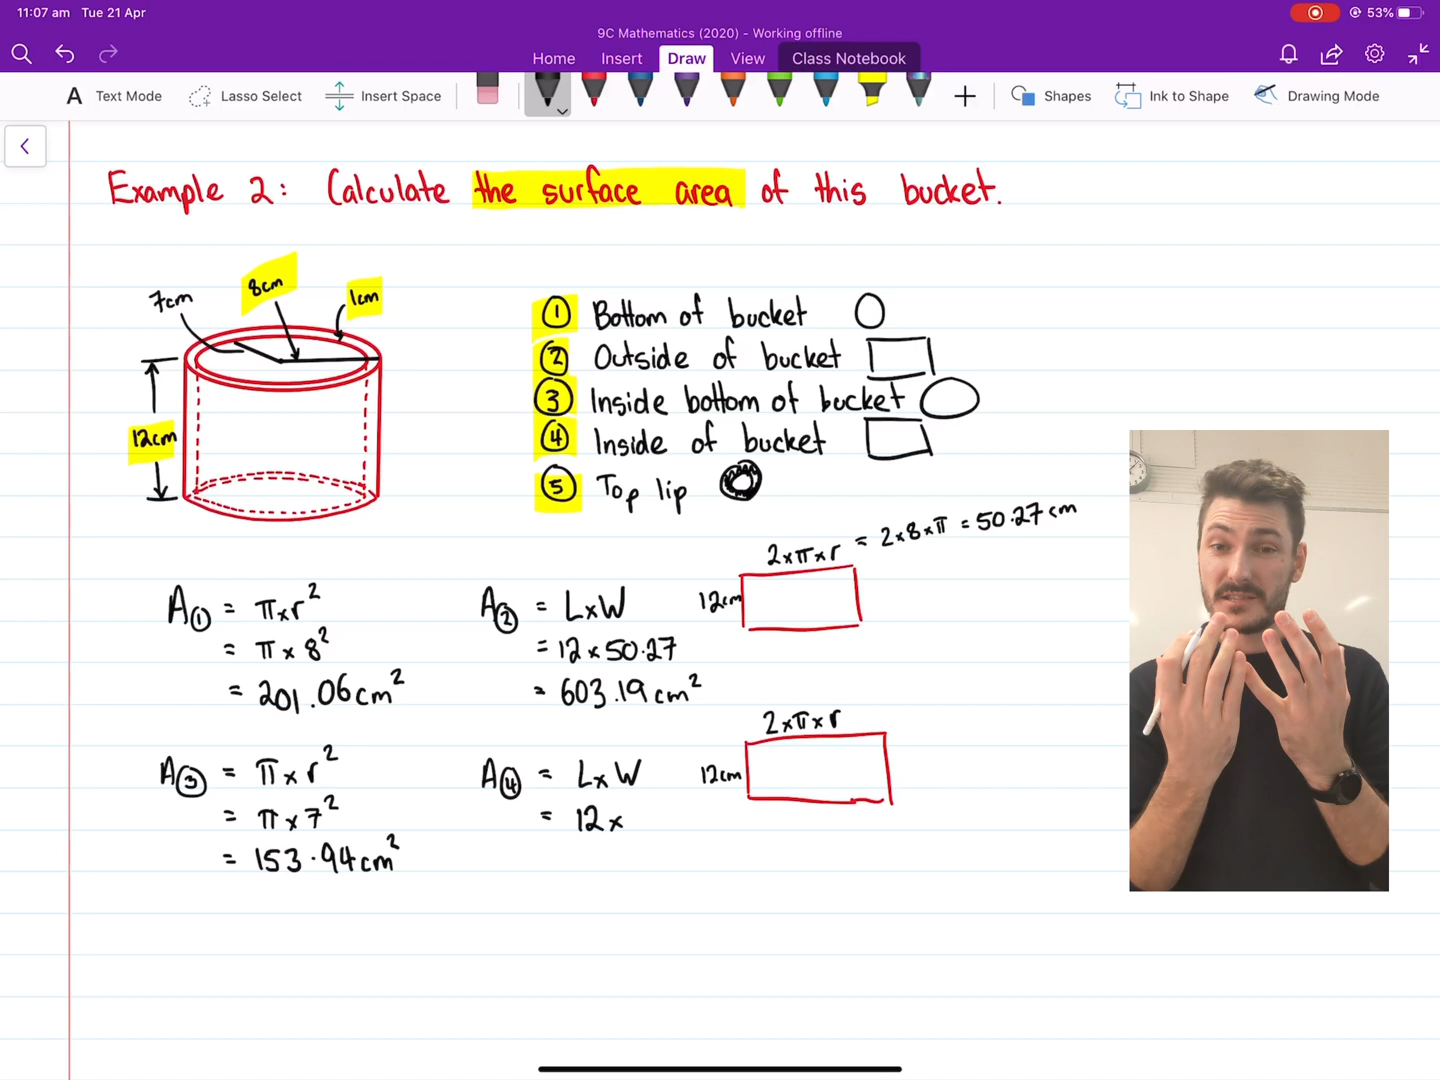 11:07 am Tue 21 Apr
53%
9C Mathematics (2020) - Working offline
Home Insert Draw View Class Notebook
A Text Mode Lasso Select Insert Space Shapes Ink to Shape Drawing Mode
Example 2: Calculate the surface area of this bucket.
7cm 8cm 1cm
12cm
① Bottom of bucket
② Outside of bucket
③ Inside bottom of bucket
④ Inside of bucket
⑤ Top lip
A① = π×r²
= π × 8²
= 201.06cm²
A② = L×W
= 12 × 50.27
= 603.19cm²
2×π×r = 2×8×π = 50.27cm
12cm
A③ = π×r²
= π × 7²
= 153.94cm²
A④ = L×W
= 12×
2×π×r
12cm